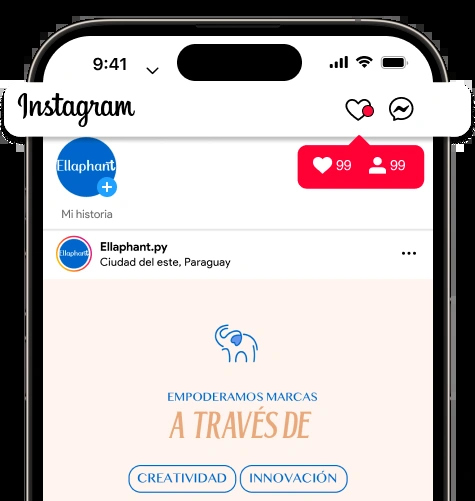 9:41
Instagram
Ellaphant
99 99
Mi historia
Ellaphant
Ellaphant.py
Ciudad del este, Paraguay
EMPODERAMOS MARCAS
A TRAVÉS DE
CREATIVIDAD INNOVACIÓN